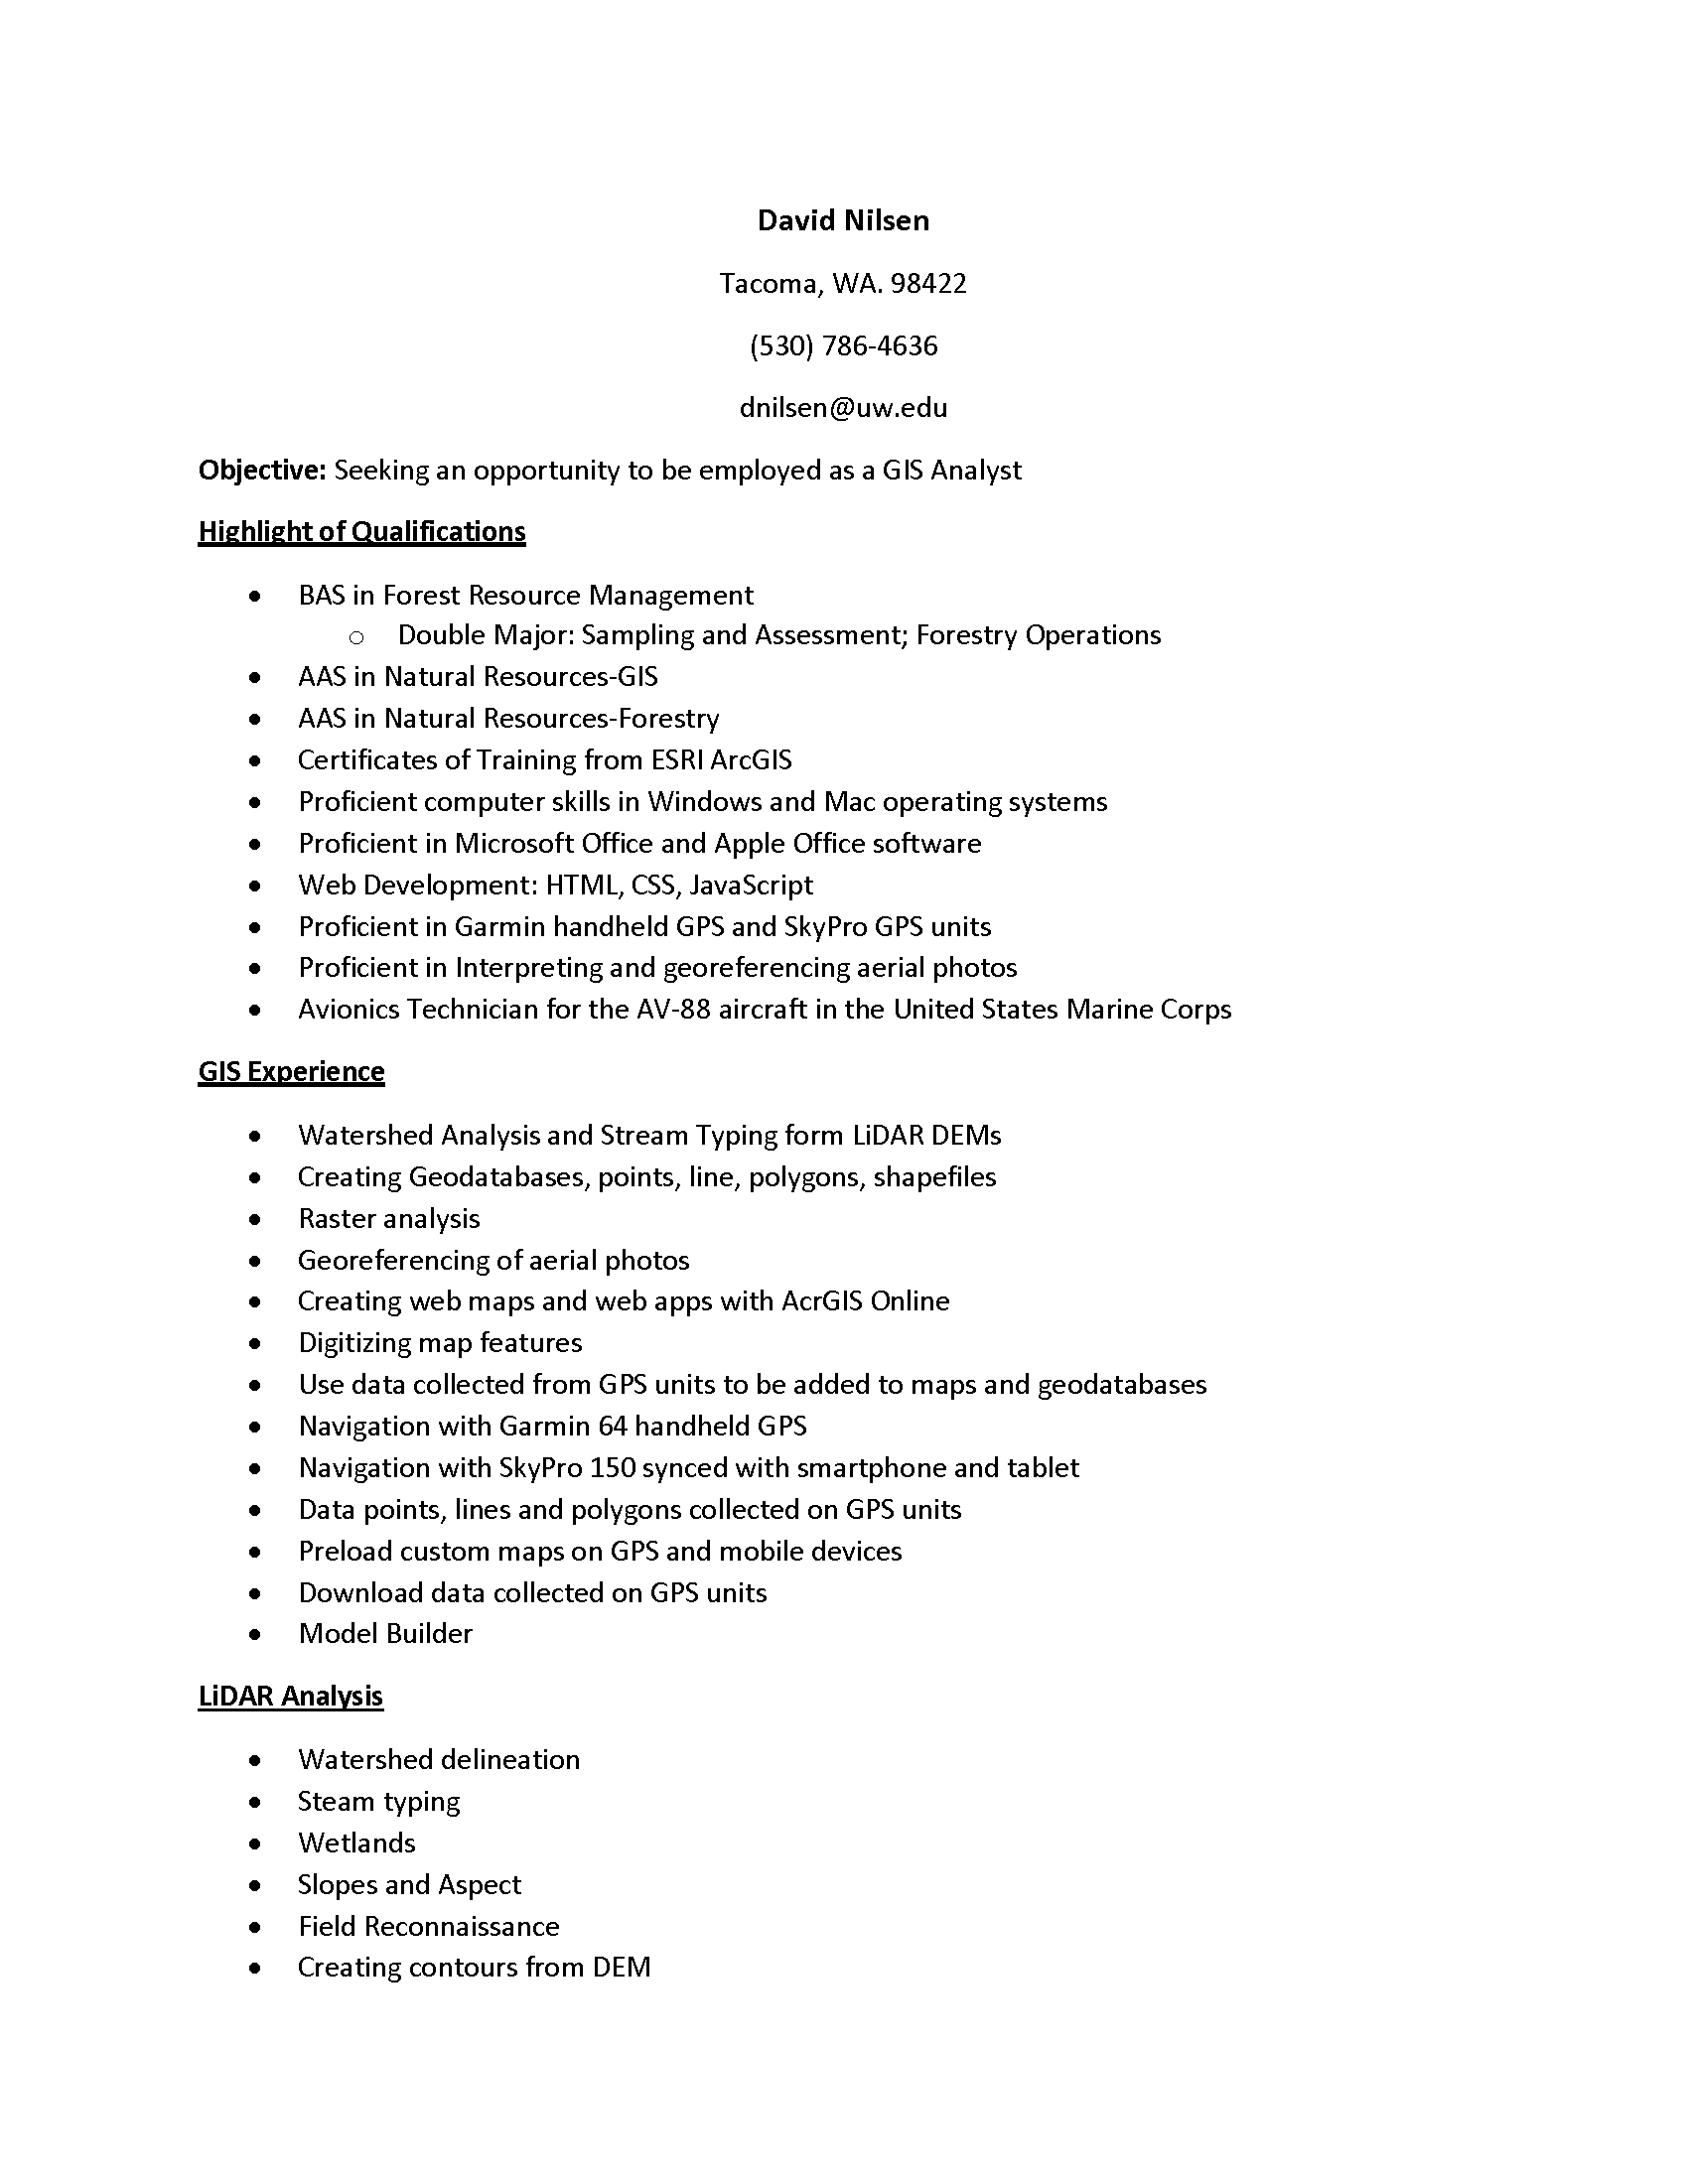 David Nilsen
Tacoma, WA. 98422
(530) 786-4636
dnilsen@uw.edu
Objective: Seeking an opportunity to be employed as a GIS Analyst
Highlight of Qualifications
• BAS in Forest Resource Management
o Double Major: Sampling and Assessment; Forestry Operations
• AAS in Natural Resources-GIS
• AAS in Natural Resources-Forestry
• Certificates of Training from ESRI ArcGIS
• Proficient computer skills in Windows and Mac operating systems
• Proficient in Microsoft Office and Apple Office software
• Web Development: HTML, CSS, JavaScript
• Proficient in Garmin handheld GPS and SkyPro GPS units
• Proficient in Interpreting and georeferencing aerial photos
• Avionics Technician for the AV-88 aircraft in the United States Marine Corps
GIS Experience
• Watershed Analysis and Stream Typing form LiDAR DEMs
• Creating Geodatabases, points, line, polygons, shapefiles
• Raster analysis
• Georeferencing of aerial photos
• Creating web maps and web apps with AcrGIS Online
• Digitizing map features
• Use data collected from GPS units to be added to maps and geodatabases
• Navigation with Garmin 64 handheld GPS
• Navigation with SkyPro 150 synced with smartphone and tablet
• Data points, lines and polygons collected on GPS units
• Preload custom maps on GPS and mobile devices
• Download data collected on GPS units
• Model Builder
LiDAR Analysis
• Watershed delineation
• Steam typing
• Wetlands
• Slopes and Aspect
• Field Reconnaissance
• Creating contours from DEM